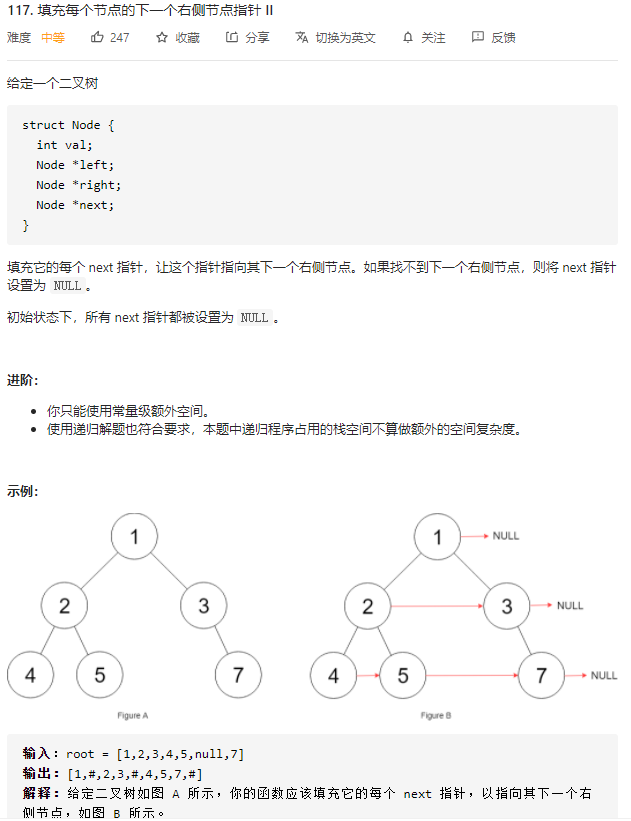 117. 填充每个节点的下一个右侧节点指针 II
难度 中等 247 收藏 分享 切换为英文 关注 反馈
给定一个二叉树
struct Node {
  int val;
  Node *left;
  Node *right;
  Node *next;
}
填充它的每个 next 指针，让这个指针指向其下一个右侧节点。如果找不到下一个右侧节点，则将 next 指针
设置为 NULL 。
初始状态下，所有 next 指针都被设置为 NULL 。
进阶：
• 你只能使用常量级额外空间。
• 使用递归解题也符合要求，本题中递归程序占用的栈空间不算做额外的空间复杂度。
示例：
1 1 NULL
2 3 2 3 NULL
4 5 7 4 5 7 NULL
Figure A Figure B
输入：root = [1,2,3,4,5,null,7]
输出：[1,#,2,3,#,4,5,7,#]
解释：给定二叉树如图 A 所示，你的函数应该填充它的每个 next 指针，以指向其下一个右
侧节点，如图 B 所示。